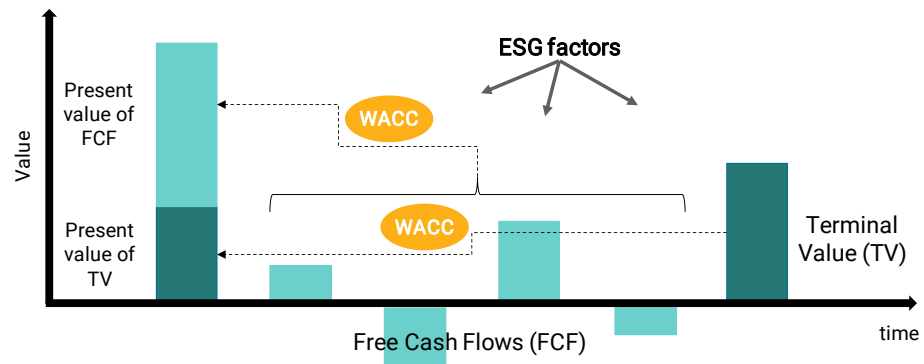 ESG factors
Present
value of
FCF
WACC
Value
Present
value of
TV
WACC
Terminal
Value (TV)
Free Cash Flows (FCF)
time